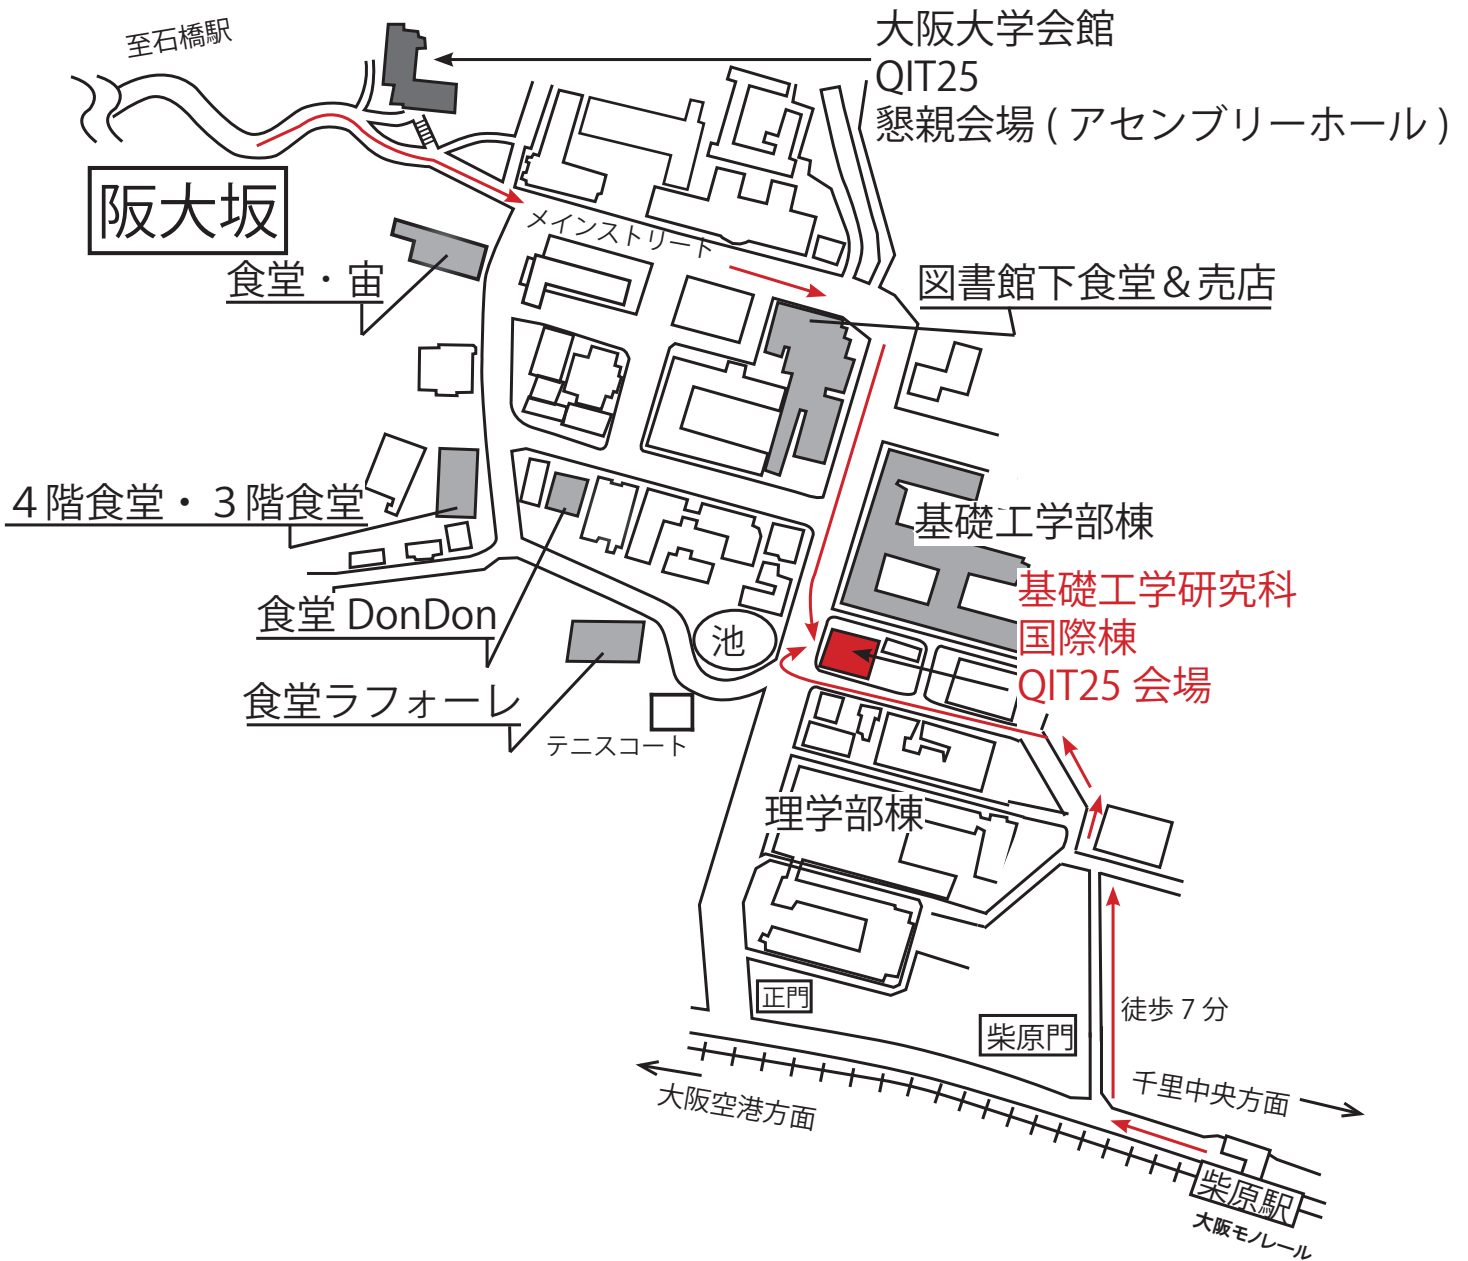 至石橋駅
大阪大学会館
QIT25
懇親会場 ( アセンブリーホール )
阪大坂
メインストリート
食堂・宙
図書館下食堂＆売店
４階食堂・３階食堂
基礎工学部棟
基礎工学研究科
国際棟
QIT25 会場
食堂 DonDon
池
食堂ラフォーレ
テニスコート
理学部棟
正門
柴原門
徒歩 7 分
千里中央方面
大阪空港方面
柴原駅
大阪モノレール